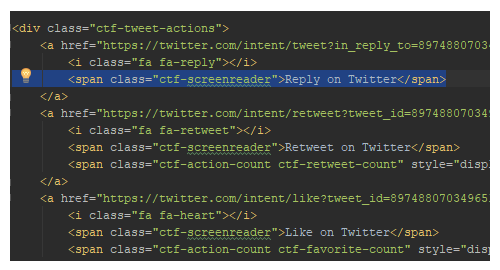 <div class="ctf-tweet-actions">
<a href="https://twitter.com/intent/tweet?in_reply_to=8974880703
<i class="fa fa-reply"></i>
<span class="ctf-screenreader">Reply on Twitter</span>
</a>
<a href="https://twitter.com/intent/retweet?tweet_id=89748807034
<i class="fa fa-retweet"></i>
<span class="ctf-screenreader">Retweet on Twitter</span>
<span class="ctf-action-count ctf-retweet-count" style="disp
</a>
<a href="https://twitter.com/intent/like?tweet_id=8974880703496
<i class="fa fa-heart"></i>
<span class="ctf-screenreader">Like on Twitter</span>
<span class="ctf-action-count ctf-favorite-count" style="dis